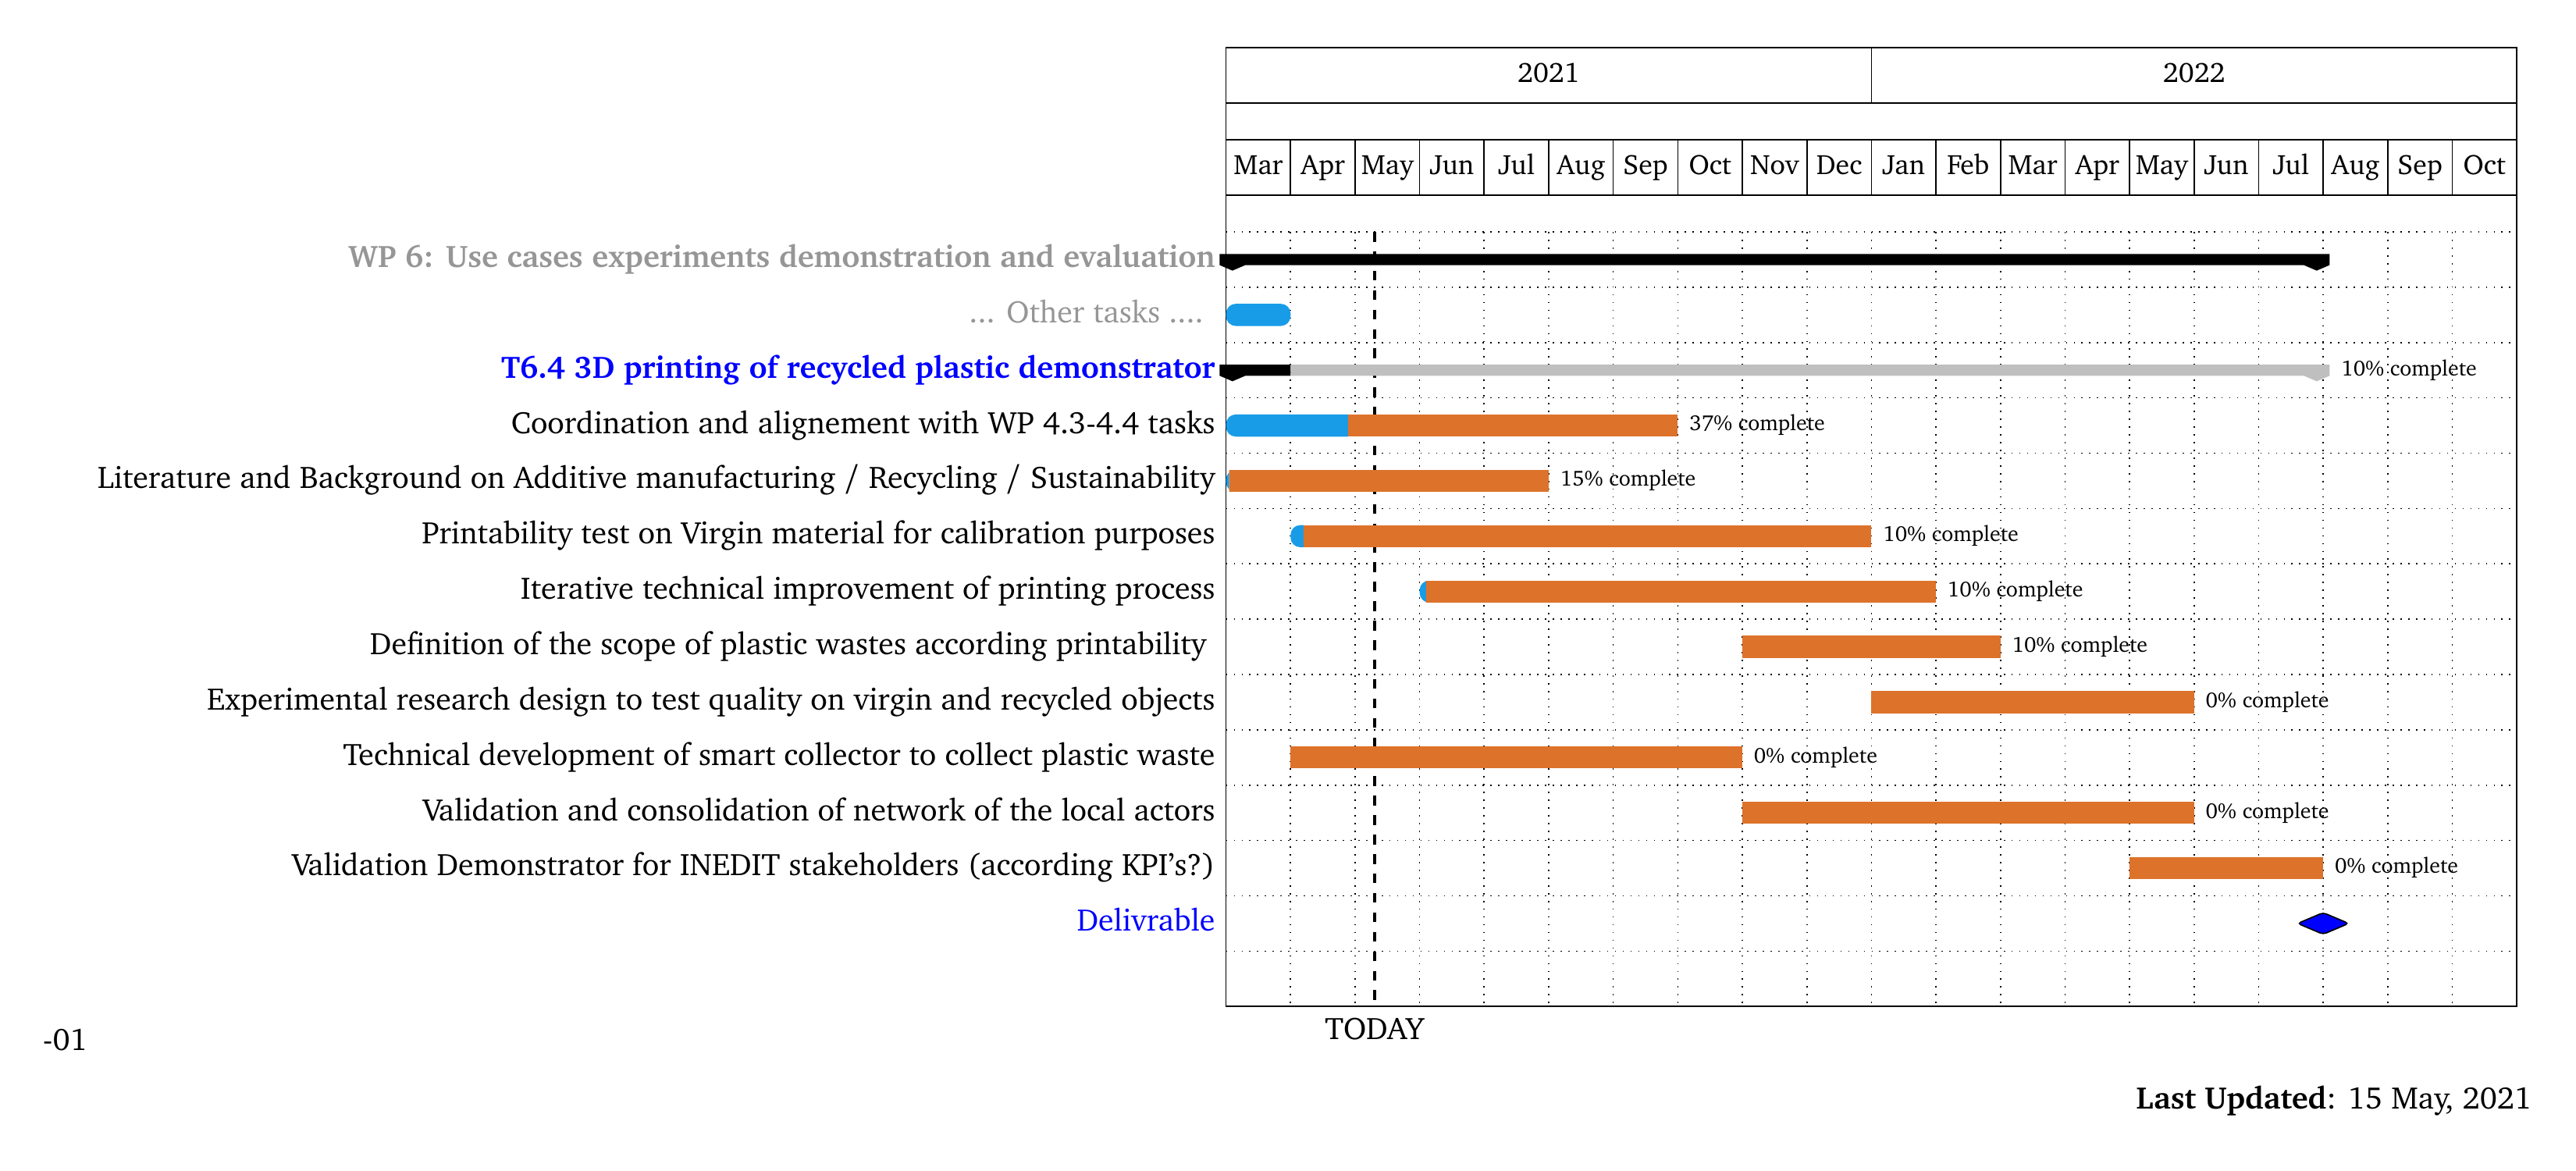 2021 2022
Mar Apr May Jun Jul Aug Sep Oct Nov Dec Jan Feb Mar Apr May Jun Jul Aug Sep Oct
WP 6: Use cases experiments demonstration and evaluation
... Other tasks ....
T6.4 3D printing of recycled plastic demonstrator 10% complete
Coordination and alignement with WP 4.3-4.4 tasks 37% complete
Literature and Background on Additive manufacturing / Recycling / Sustainability 15% complete
Printability test on Virgin material for calibration purposes 10% complete
Iterative technical improvement of printing process 10% complete
Definition of the scope of plastic wastes according printability 10% complete
Experimental research design to test quality on virgin and recycled objects 0% complete
Technical development of smart collector to collect plastic waste 0% complete
Validation and consolidation of network of the local actors 0% complete
Validation Demonstrator for INEDIT stakeholders (according KPI’s?) 0% complete
Delivrable
TODAY
-01
Last Updated: 15 May, 2021